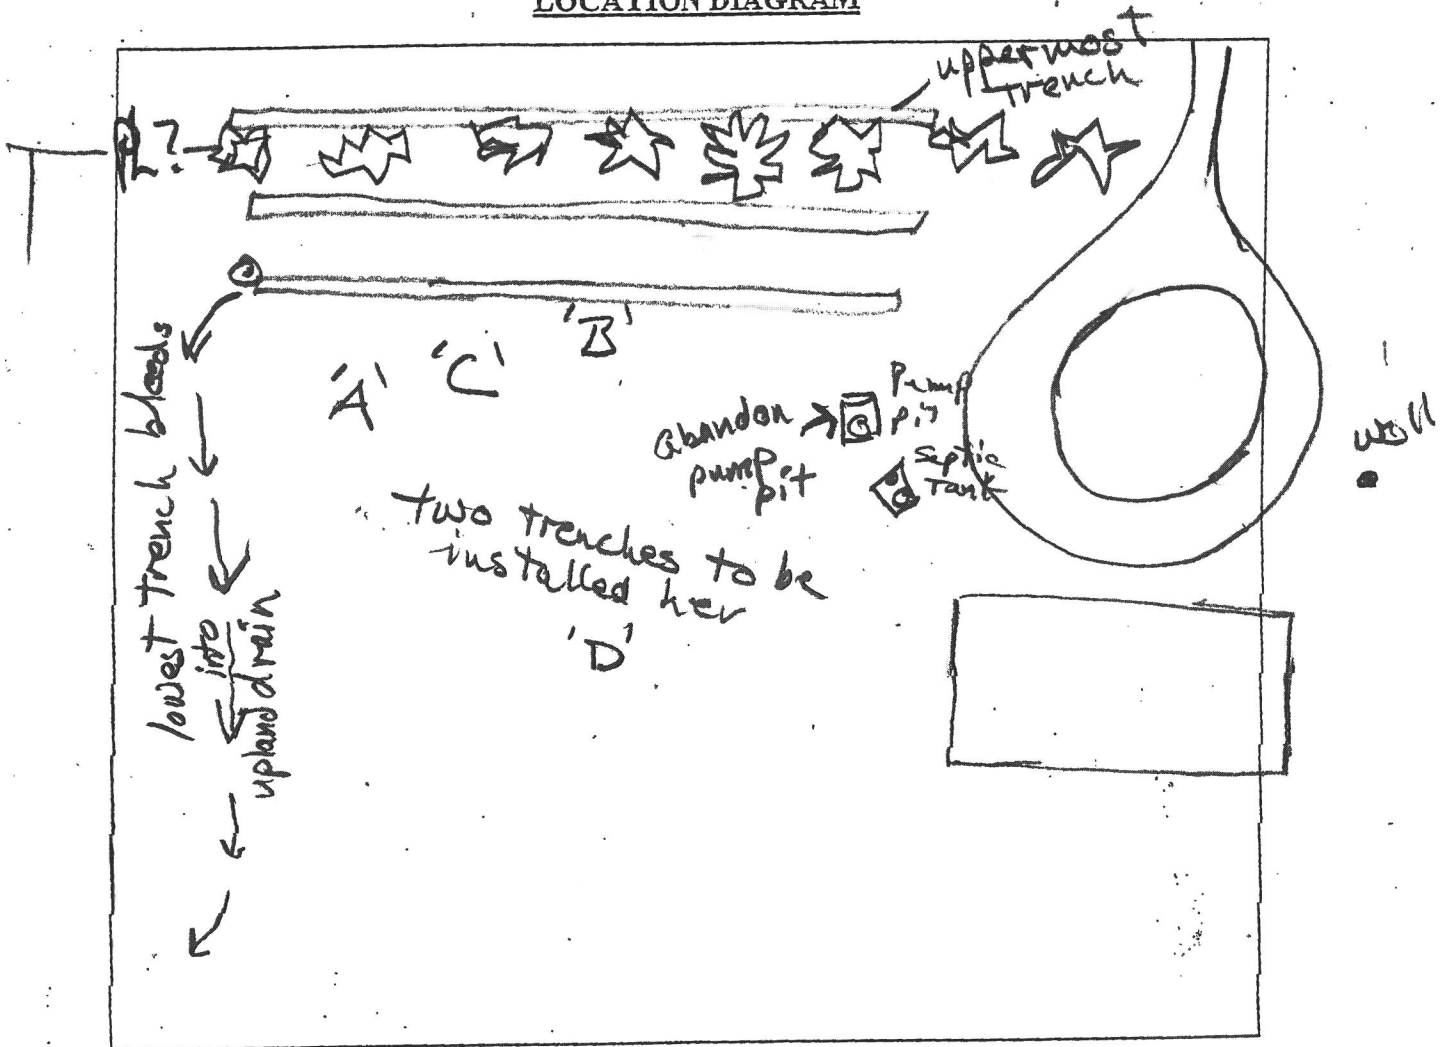 LOCATION DIAGRAM
uppermost
trench
PL?
'B'
'A' 'C'
Pump
pit
abandon
pump
pit
Septic
Tank
well
two trenches to be
installed her
'D'
lowest trench bleeds
into
upland drain